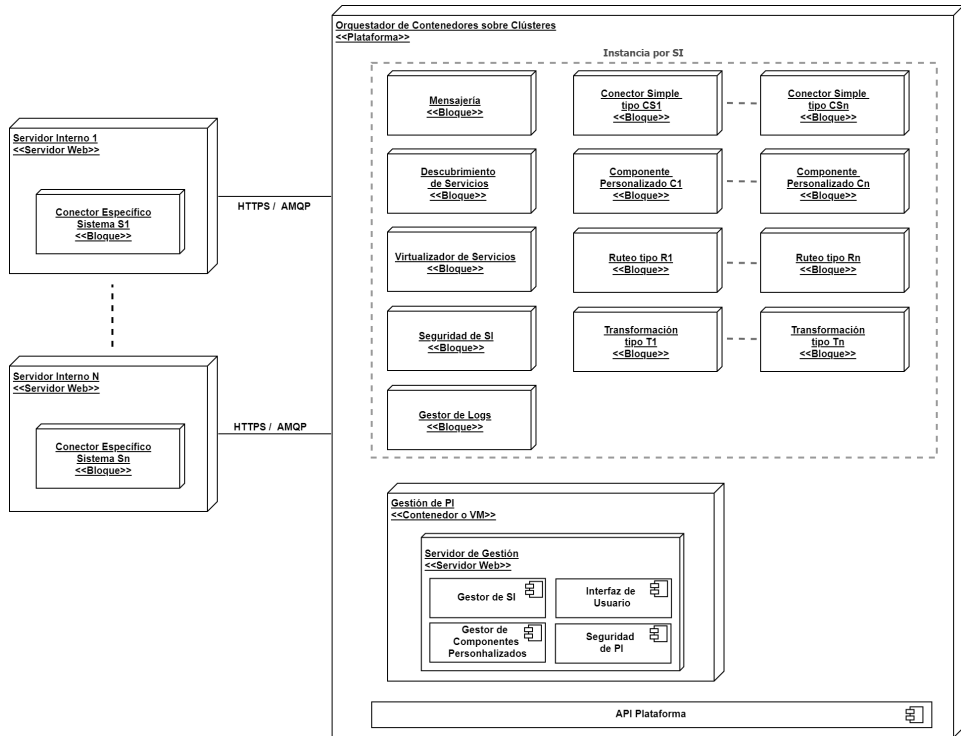 Orquestador de Contenedores sobre Clústeres
<<Plataforma>>
Instancia por SI
Mensajería
<<Bloque>>
Conector Simple
tipo CS1
<<Bloque>>
Conector Simple
tipo CSn
<<Bloque>>
Descubrimiento
de Servicios
<<Bloque>>
Componente
Personalizado C1
<<Bloque>>
Componente
Personalizado Cn
<<Bloque>>
Virtualizador de Servicios
<<Bloque>>
Ruteo tipo R1
<<Bloque>>
Ruteo tipo Rn
<<Bloque>>
Seguridad de SI
<<Bloque>>
Transformación
tipo T1
<<Bloque>>
Transformación
tipo Tn
<<Bloque>>
Gestor de Logs
<<Bloque>>
Servidor Interno 1
<<Servidor Web>>
Conector Específico
Sistema S1
<<Bloque>>
HTTPS / AMQP
Servidor Interno N
<<Servidor Web>>
Conector Específico
Sistema Sn
<<Bloque>>
HTTPS / AMQP
Gestión de PI
<<Contenedor o VM>>
Servidor de Gestión
<<Servidor Web>>
Gestor de SI
Interfaz de
Usuario
Gestor de
Componentes
Personhalizados
Seguridad
de PI
API Plataforma